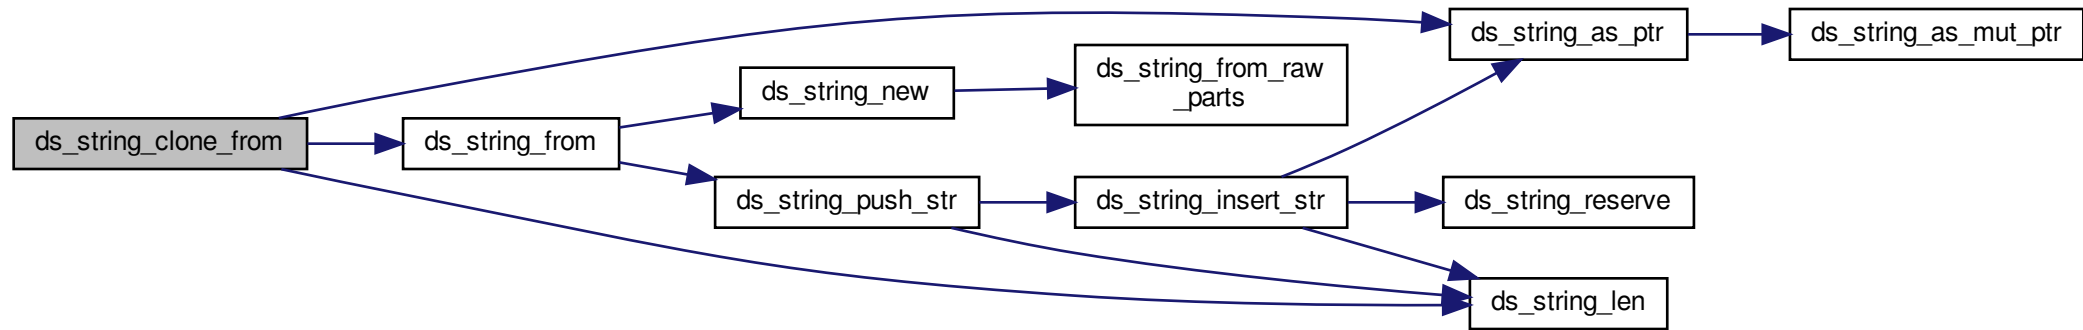 ds_string_clone_from
ds_string_from
ds_string_new
ds_string_push_str
ds_string_from_raw
_parts
ds_string_insert_str
ds_string_as_ptr
ds_string_reserve
ds_string_len
ds_string_as_mut_ptr